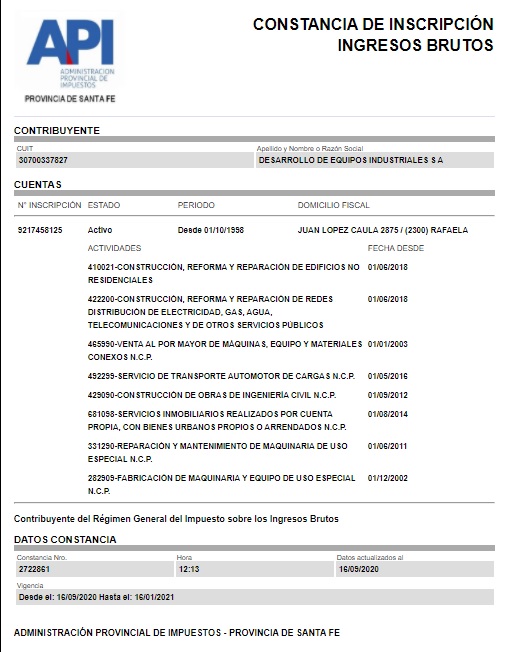 API
ADMINISTRACION
PROVINCIAL DE
IMPUESTOS
PROVINCIA DE SANTA FE
CONSTANCIA DE INSCRIPCIÓN
INGRESOS BRUTOS
CONTRIBUYENTE
CUIT Apellido y Nombre o Razón Social
30700337827 DESARROLLO DE EQUIPOS INDUSTRIALES S A
CUENTAS
N° INSCRIPCIÓN ESTADO PERIODO DOMICILIO FISCAL
9217458125 Activo Desde 01/10/1998 JUAN LOPEZ CAULA 2875 / (2300) RAFAELA
ACTIVIDADES FECHA DESDE
410021-CONSTRUCCIÓN, REFORMA Y REPARACIÓN DE EDIFICIOS NO 01/06/2018
RESIDENCIALES
422200-CONSTRUCCIÓN, REFORMA Y REPARACIÓN DE REDES 01/06/2018
DISTRIBUCIÓN DE ELECTRICIDAD, GAS, AGUA,
TELECOMUNICACIONES Y DE OTROS SERVICIOS PÚBLICOS
465990-VENTA AL POR MAYOR DE MÁQUINAS, EQUIPO Y MATERIALES 01/01/2003
CONEXOS N.C.P.
492299-SERVICIO DE TRANSPORTE AUTOMOTOR DE CARGAS N.C.P. 01/05/2016
429090-CONSTRUCCIÓN DE OBRAS DE INGENIERÍA CIVIL N.C.P. 01/09/2012
681098-SERVICIOS INMOBILIARIOS REALIZADOS POR CUENTA 01/08/2014
PROPIA, CON BIENES URBANOS PROPIOS O ARRENDADOS N.C.P.
331290-REPARACIÓN Y MANTENIMIENTO DE MAQUINARIA DE USO 01/06/2011
ESPECIAL N.C.P.
282909-FABRICACIÓN DE MAQUINARIA Y EQUIPO DE USO ESPECIAL 01/12/2002
N.C.P.
Contribuyente del Régimen General del Impuesto sobre los Ingresos Brutos
DATOS CONSTANCIA
Constancia Nro. Hora Datos actualizados al
2722861 12:13 16/09/2020
Vigencia
Desde el: 16/09/2020 Hasta el: 16/01/2021
ADMINISTRACIÓN PROVINCIAL DE IMPUESTOS - PROVINCIA DE SANTA FE